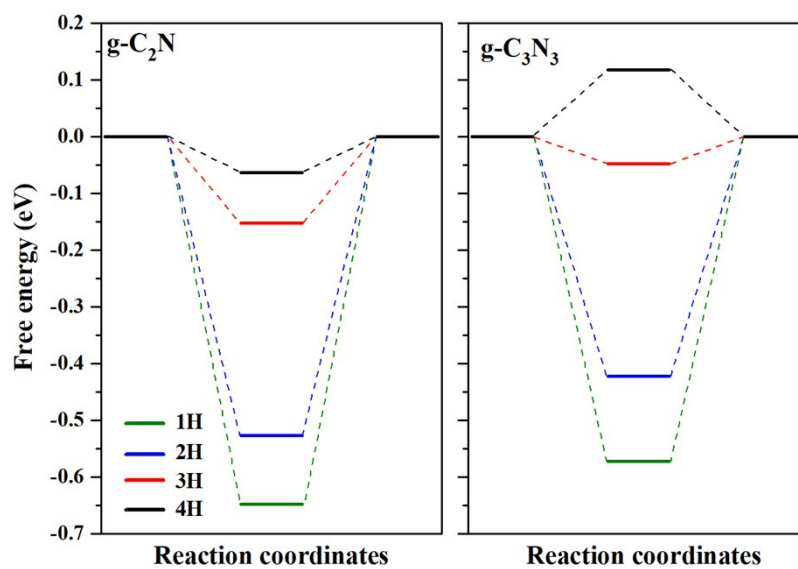 g-C₂N
g-C₃N₃
0.2
0.1
0.0
-0.1
-0.2
-0.3
-0.4
-0.5
-0.6
-0.7
Free energy (eV)
1H
2H
3H
4H
Reaction coordinates
Reaction coordinates